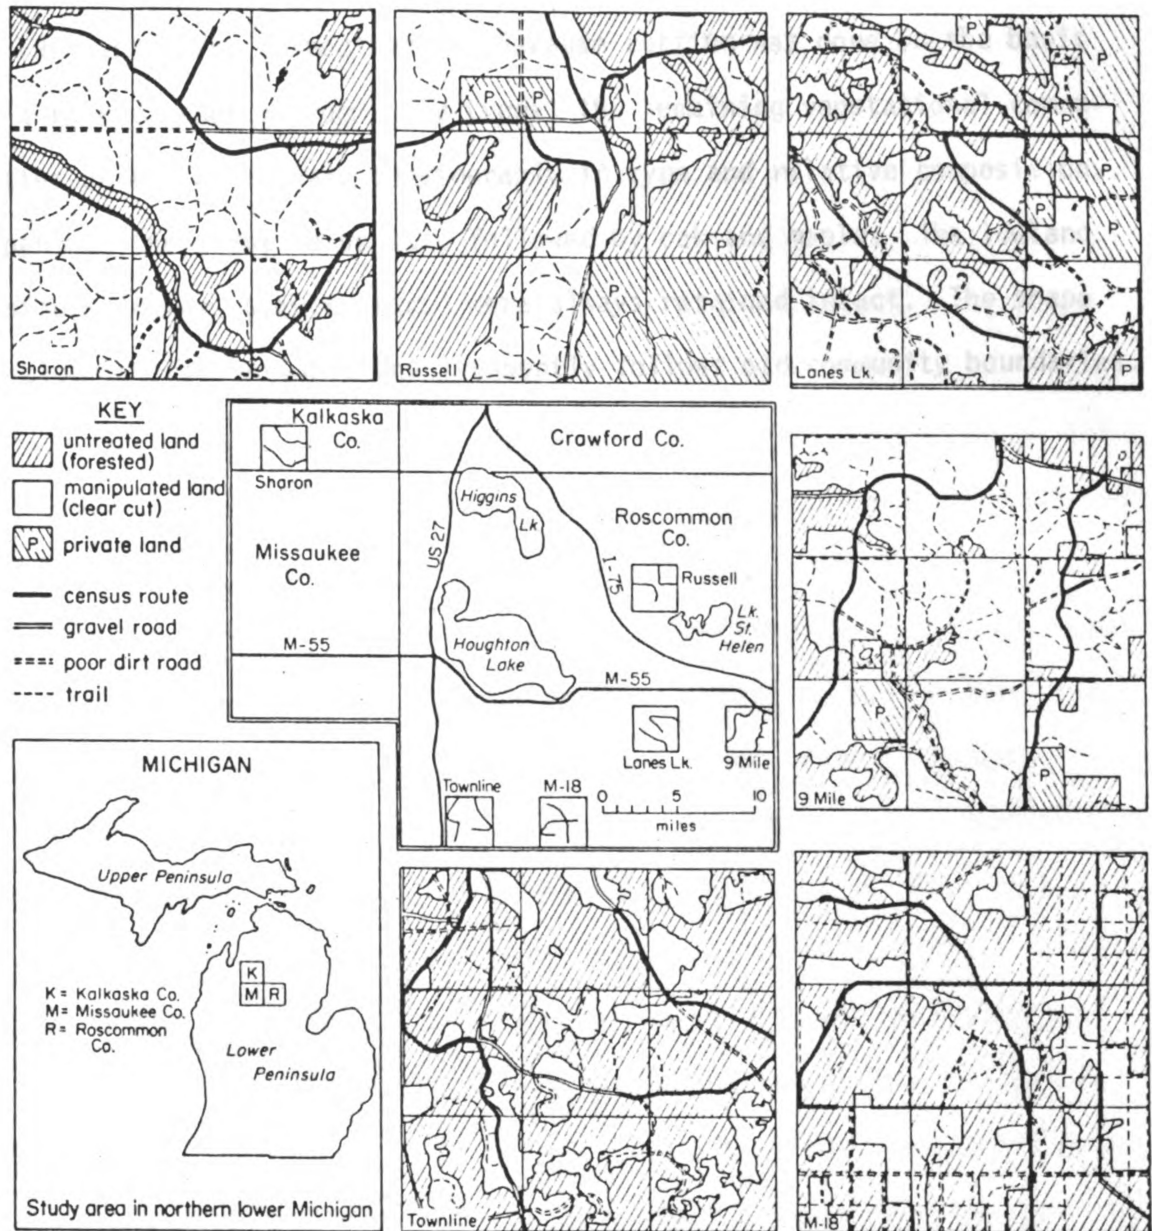 Sharon
P
P
Russell
P
P
P
P
P
P
P
P
P
P
P
Lanes Lk.
P
KEY
untreated land
(forested)
manipulated land
(clear cut)
P private land
census route
gravel road
poor dirt road
trail
Kalkaska
Co.
Sharon
Crawford Co.
Higgins
Lk.
US 27
Missaukee
Co.
Roscommon
Co.
I-75
Russell
Lk.
St.
Helen
M-55
Houghton
Lake
M-55
Lanes Lk.
9 Mile
Townline
M-18
0 5 10
miles
P
P
9 Mile
MICHIGAN
Upper Peninsula
K
M R
K = Kalkaska Co.
M = Missaukee Co.
R = Roscommon
Co.
Lower
Peninsula
Study area in northern lower Michigan
Townline
M-18